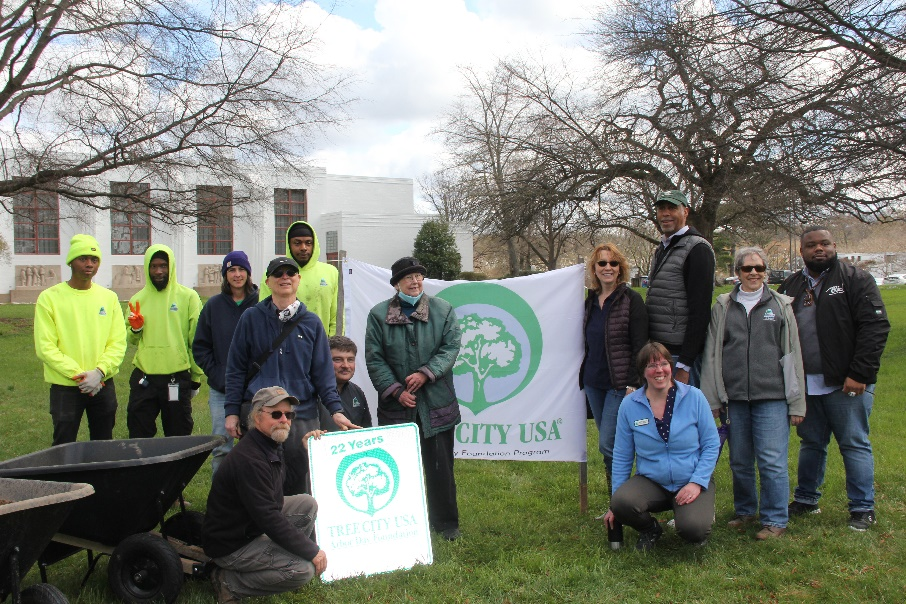 TREE CITY USA®
Foundation Program
22 Years
TREE CITY USA
Arbor Day Foundation